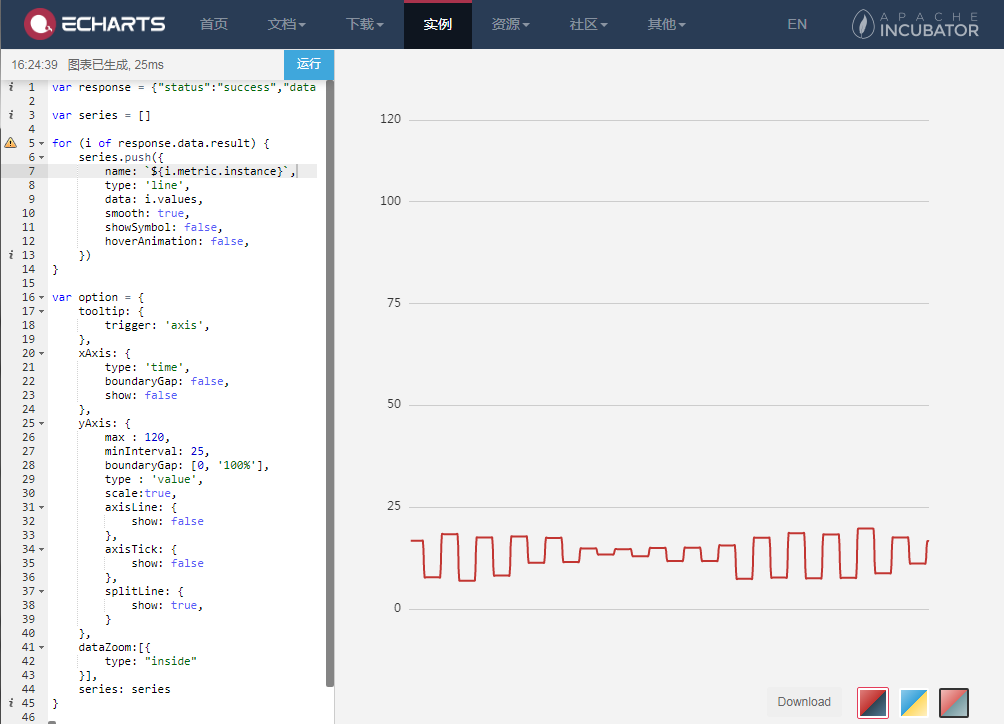 ECHARTS 首页 文档 下载 实例 资源 社区 其他 EN APACHE INCUBATOR
16:24:39 图表已生成, 25ms 运行
1 var response = {"status":"success","data
2
3 var series = []
4
5 for (i of response.data.result) {
6 series.push({
7 name: `${i.metric.instance}`,
8 type: 'line',
9 data: i.values,
10 smooth: true,
11 showSymbol: false,
12 hoverAnimation: false,
13 })
14 }
15
16 var option = {
17 tooltip: {
18 trigger: 'axis',
19 },
20 xAxis: {
21 type: 'time',
22 boundaryGap: false,
23 show: false
24 },
25 yAxis: {
26 max : 120,
27 minInterval: 25,
28 boundaryGap: [0, '100%'],
29 type : 'value',
30 scale:true,
31 axisLine: {
32 show: false
33 },
34 axisTick: {
35 show: false
36 },
37 splitLine: {
38 show: true,
39 }
40 },
41 dataZoom:[{
42 type: "inside"
43 }],
44 series: series
45 }
46
120
100
75
50
25
0
Download